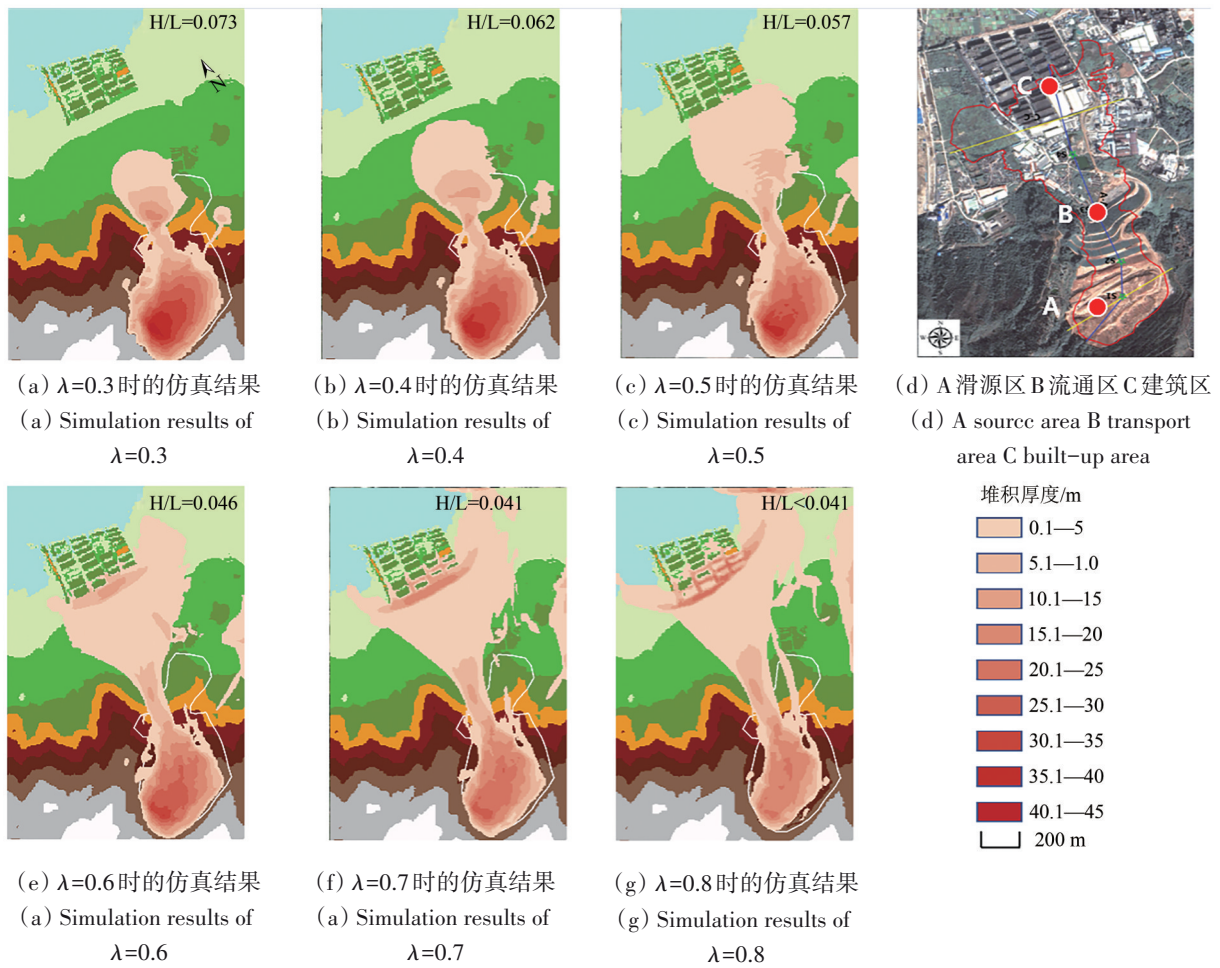 H/L=0.073
N
(a) λ=0.3时的仿真结果
(a) Simulation results of
λ=0.3
H/L=0.062
(b) λ=0.4时的仿真结果
(b) Simulation results of
λ=0.4
H/L=0.057
(c) λ=0.5时的仿真结果
(c) Simulation results of
λ=0.5
C
B
A
S1
N
W
E
S
(d) A滑源区B流通区C建筑区
(d) A sourcc area B transport
area C built-up area
H/L=0.046
(e) λ=0.6时的仿真结果
(a) Simulation results of
λ=0.6
H/L=0.041
(f) λ=0.7时的仿真结果
(a) Simulation results of
λ=0.7
H/L<0.041
(g) λ=0.8时的仿真结果
(g) Simulation results of
λ=0.8
堆积厚度/m
0.1—5
5.1—1.0
10.1—15
15.1—20
20.1—25
25.1—30
30.1—35
35.1—40
40.1—45
200 m